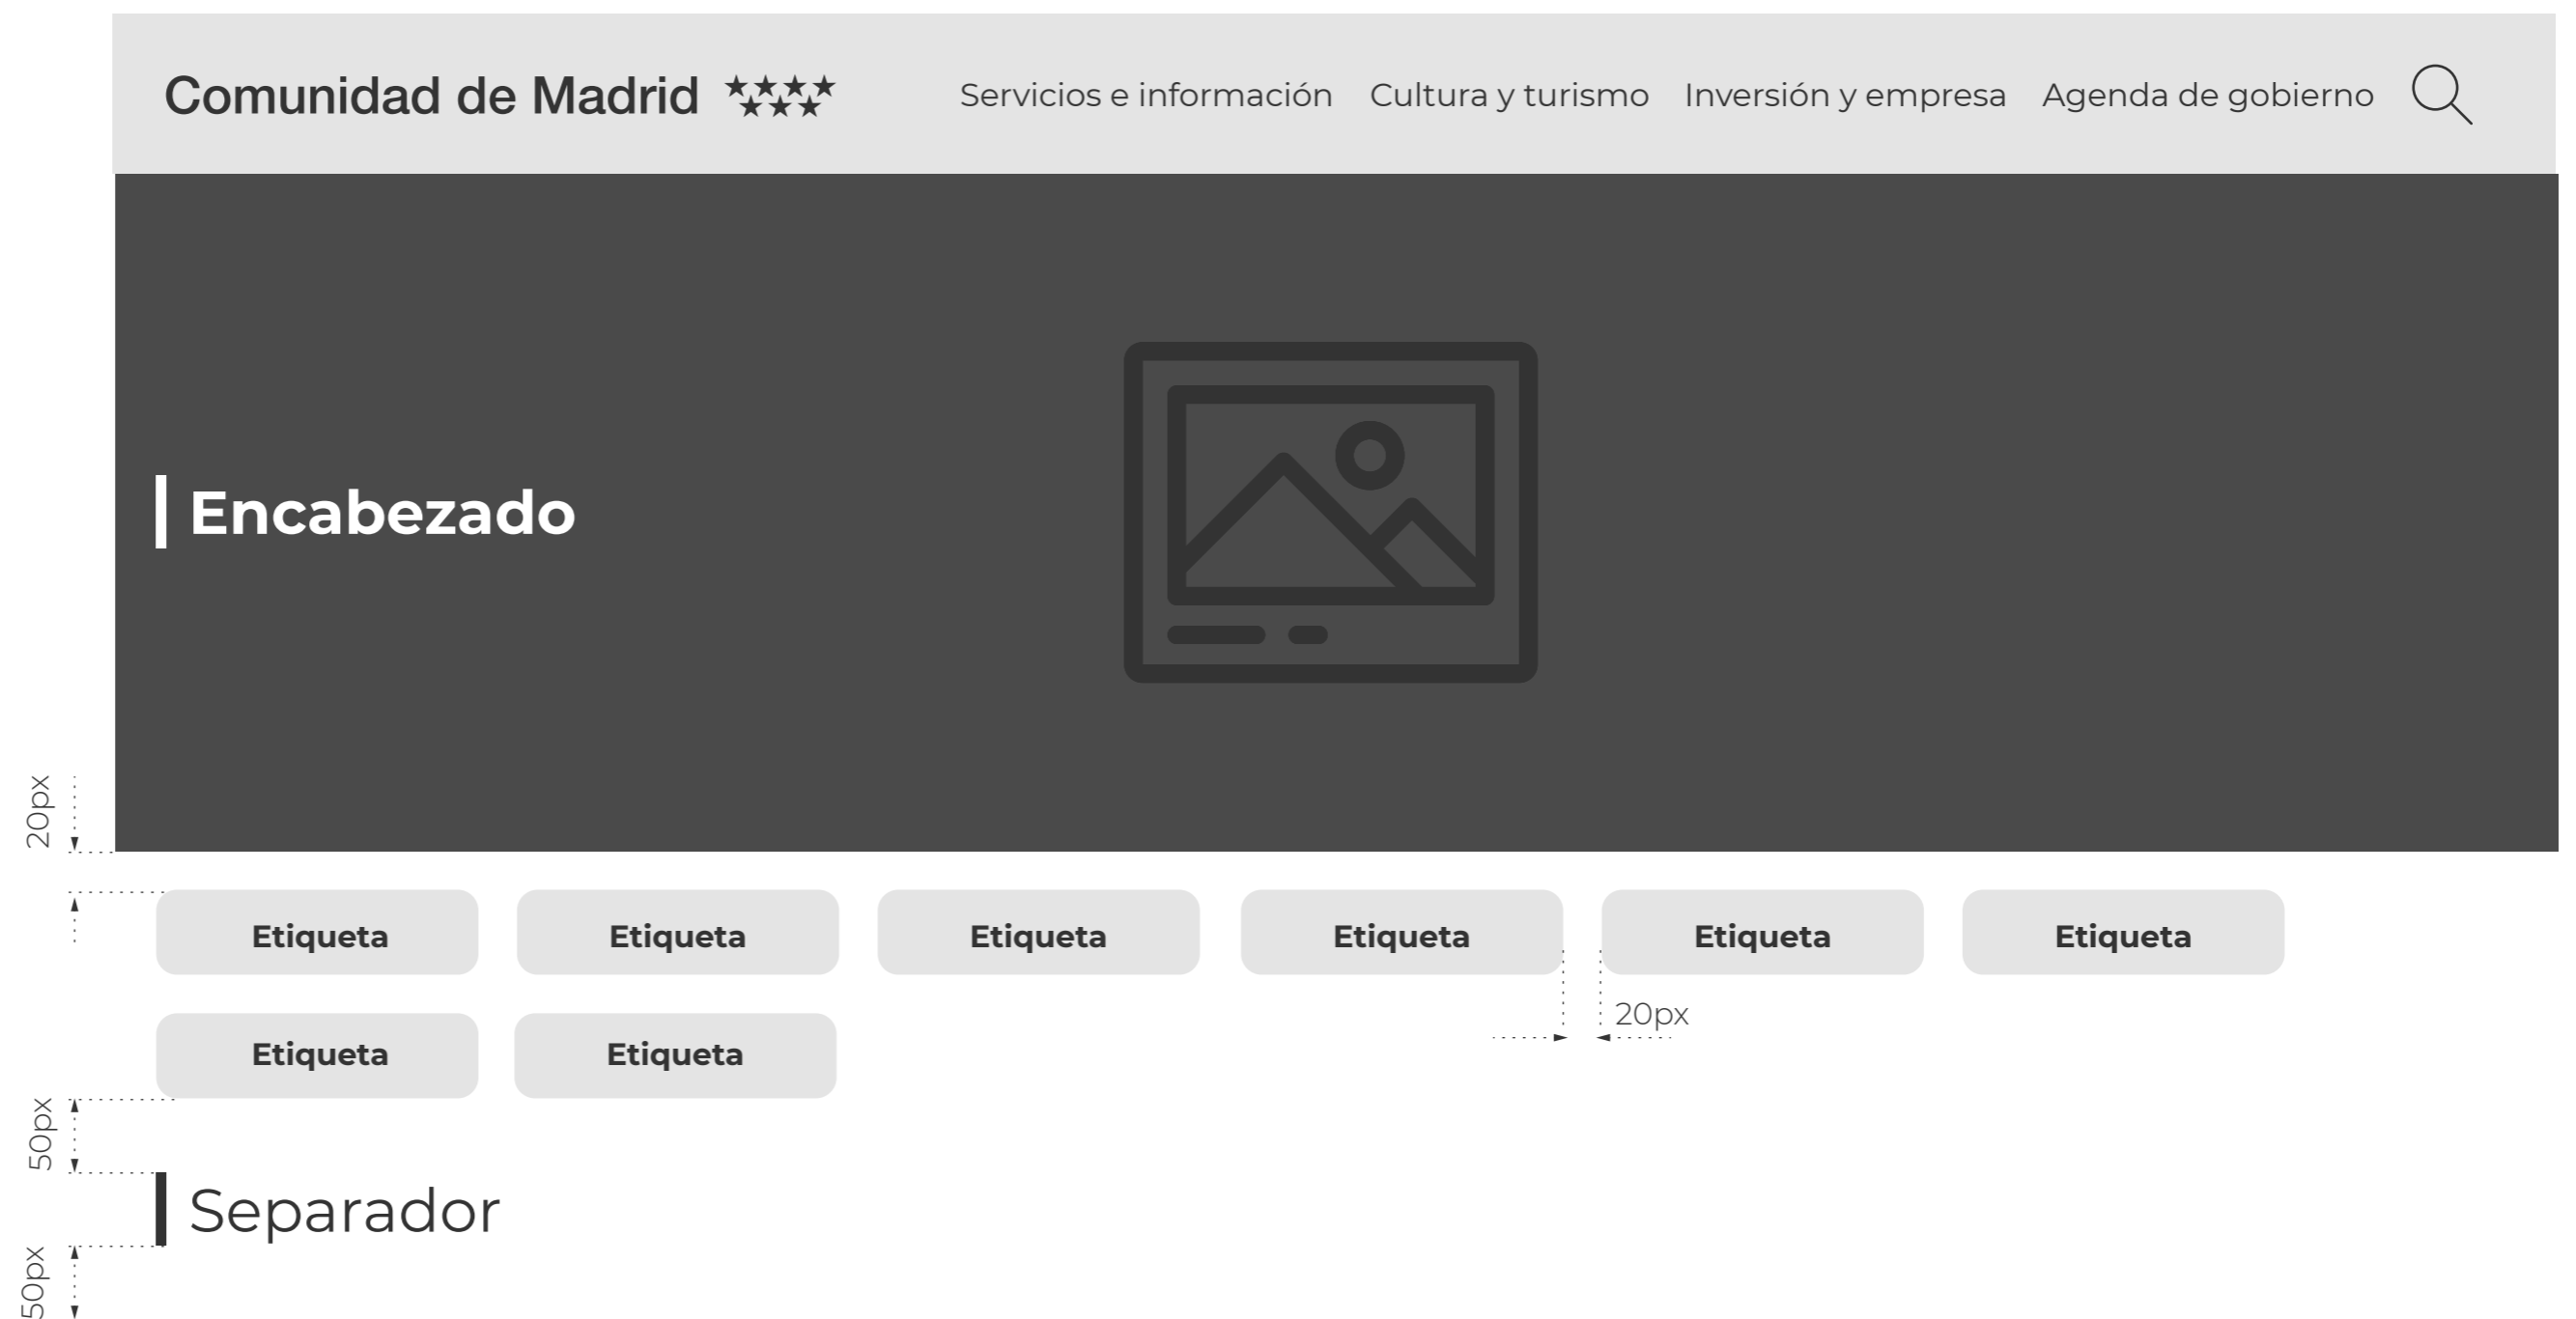 Comunidad de Madrid
Servicios e información Cultura y turismo Inversión y empresa Agenda de gobierno
Encabezado
20px
Etiqueta Etiqueta Etiqueta Etiqueta Etiqueta Etiqueta
20px
Etiqueta Etiqueta
50px
Separador
50px